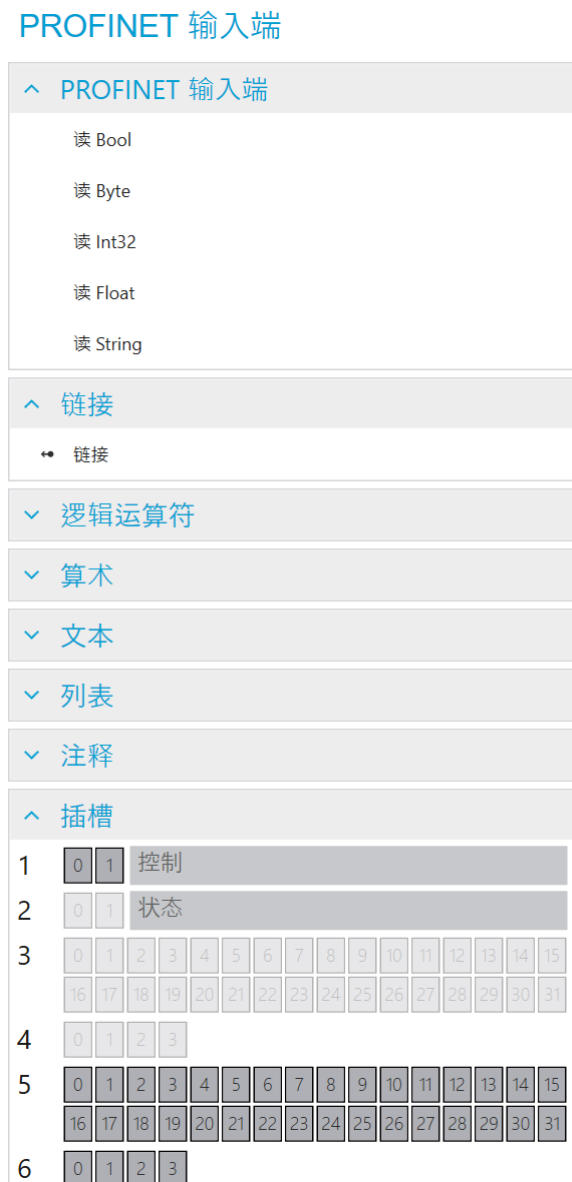 PROFINET 输入端
PROFINET 输入端
读 Bool
读 Byte
读 Int32
读 Float
读 String
链接
链接
逻辑运算符
算术
文本
列表
注释
插槽
1 0 1 控制
2 0 1 状态
3 0 1 2 3 4 5 6 7 8 9 10 11 12 13 14 15
16 17 18 19 20 21 22 23 24 25 26 27 28 29 30 31
4 0 1 2 3
5 0 1 2 3 4 5 6 7 8 9 10 11 12 13 14 15
16 17 18 19 20 21 22 23 24 25 26 27 28 29 30 31
6 0 1 2 3